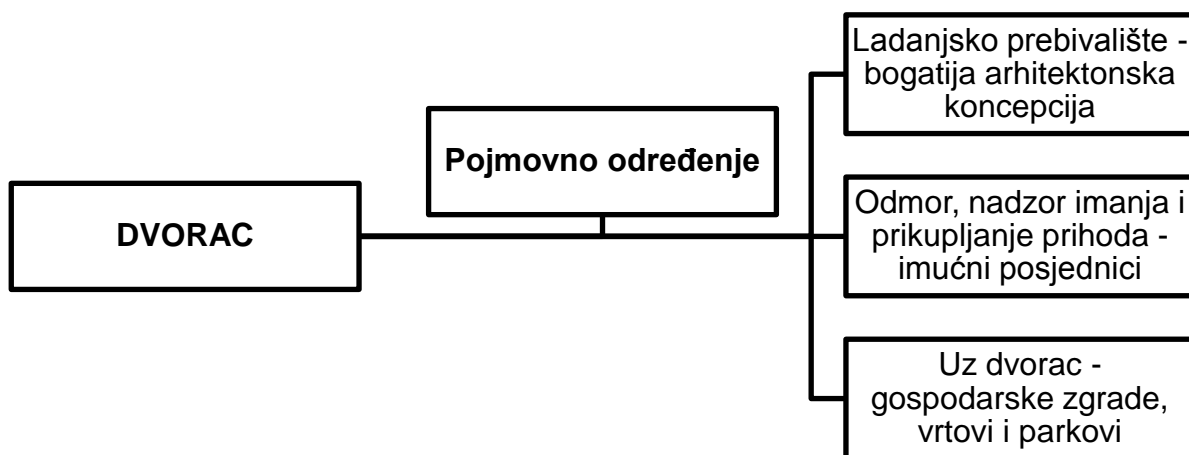 DVORAC
Pojmovno određenje
Ladanjsko prebivalište -
bogatija arhitektonska
koncepcija
Odmor, nadzor imanja i
prikupljanje prihoda -
imućni posjednici
Uz dvorac -
gospodarske zgrade,
vrtovi i parkovi